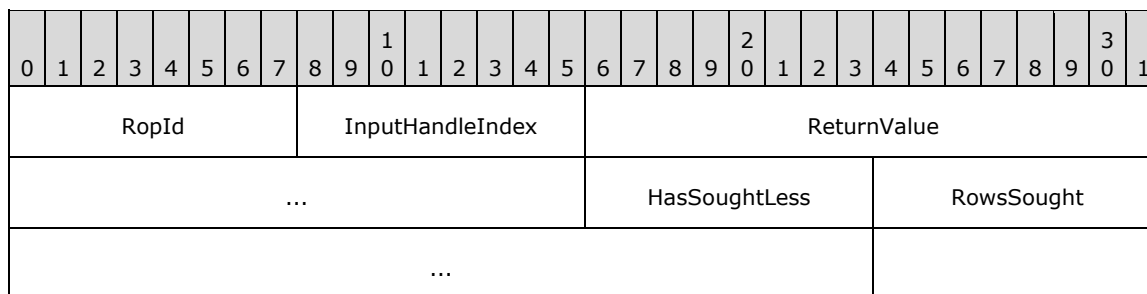 0 1 2 3 4 5 6 7 8 9 1 0 1 2 3 4 5 6 7 8 9 2 0 1 2 3 4 5 6 7 8 9 3 0 1
RopId InputHandleIndex ReturnValue
... HasSoughtLess RowsSought
...